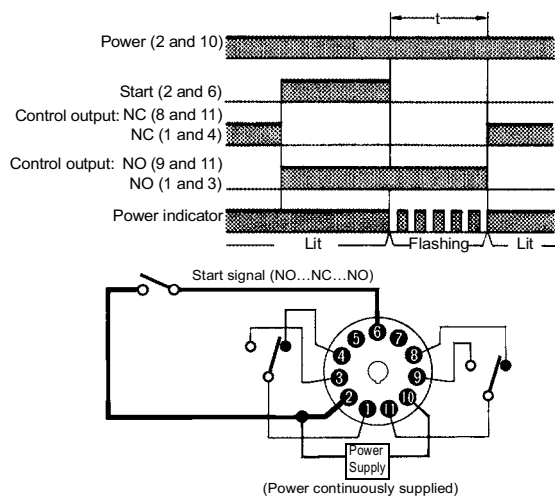 t
Power (2 and 10)
Start (2 and 6)
Control output: NC (8 and 11)
NC (1 and 4)
Control output: NO (9 and 11)
NO (1 and 3)
Power indicator
Lit Flashing Lit
Start signal (NO...NC...NO)
6
5 7
4 8
3 9
2 10
1 11
Power
Supply
(Power continuously supplied)